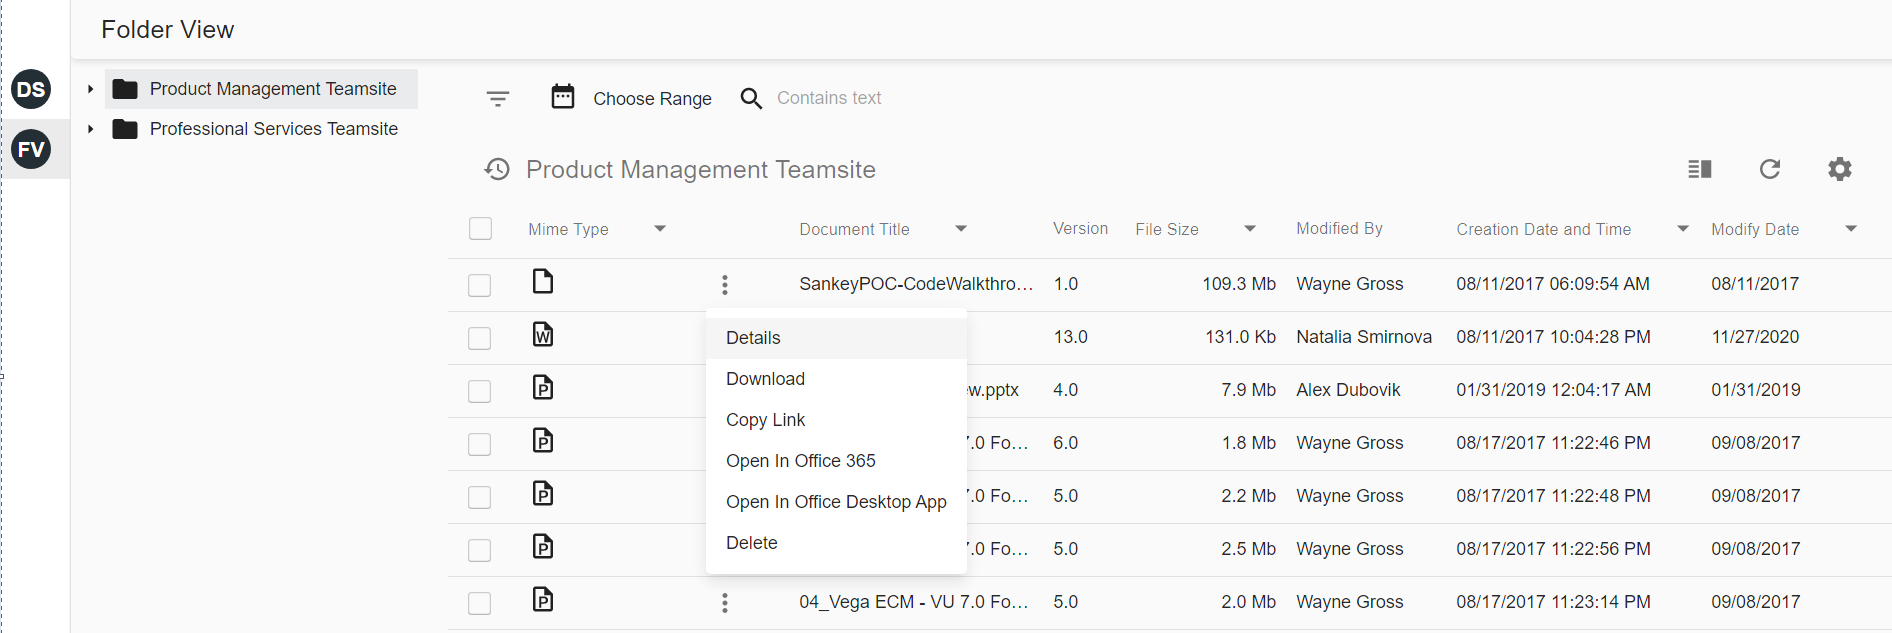 Folder View
DS
FV
Product Management Teamsite
Professional Services Teamsite
Choose Range Contains text
Product Management Teamsite
Mime Type Document Title Version File Size Modified By Creation Date and Time Modify Date
SankeyPOC-CodeWalkthro... 1.0 109.3 Mb Wayne Gross 08/11/2017 06:09:54 AM 08/11/2017
W 13.0 131.0 Kb Natalia Smirnova 08/11/2017 10:04:28 PM 11/27/2020
P w.pptx 4.0 7.9 Mb Alex Dubovik 01/31/2019 12:04:17 AM 01/31/2019
P 7.0 Fo... 6.0 1.8 Mb Wayne Gross 08/17/2017 11:22:46 PM 09/08/2017
P 7.0 Fo... 5.0 2.2 Mb Wayne Gross 08/17/2017 11:22:48 PM 09/08/2017
P 7.0 Fo... 5.0 2.5 Mb Wayne Gross 08/17/2017 11:22:56 PM 09/08/2017
P 04_Vega ECM - VU 7.0 Fo... 5.0 2.0 Mb Wayne Gross 08/17/2017 11:23:14 PM 09/08/2017
Details
Download
Copy Link
Open In Office 365
Open In Office Desktop App
Delete